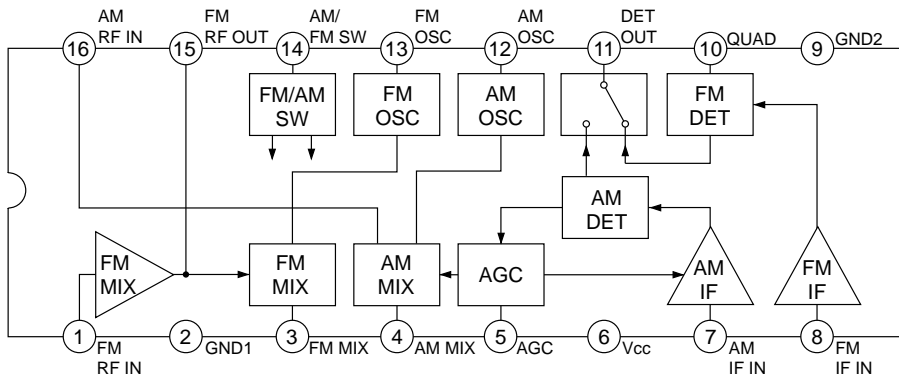 AM
RF IN
FM
RF OUT
AM/
FM SW
FM
OSC
AM
OSC
DET
OUT
QUAD
GND2
16
15
14
13
12
11
10
9
FM/AM
SW
FM
OSC
AM
OSC
FM
DET
AM
DET
FM
MIX
FM
MIX
AM
MIX
AGC
AM
IF
FM
IF
1
2
3
4
5
6
7
8
FM
RF IN
GND1
FM MIX
AM MIX
AGC
Vcc
AM
IF IN
FM
IF IN